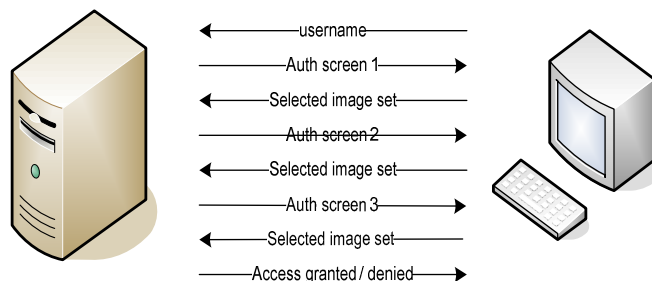 username
Auth screen 1
Selected image set
Auth screen 2
Selected image set
Auth screen 3
Selected image set
Access granted / denied